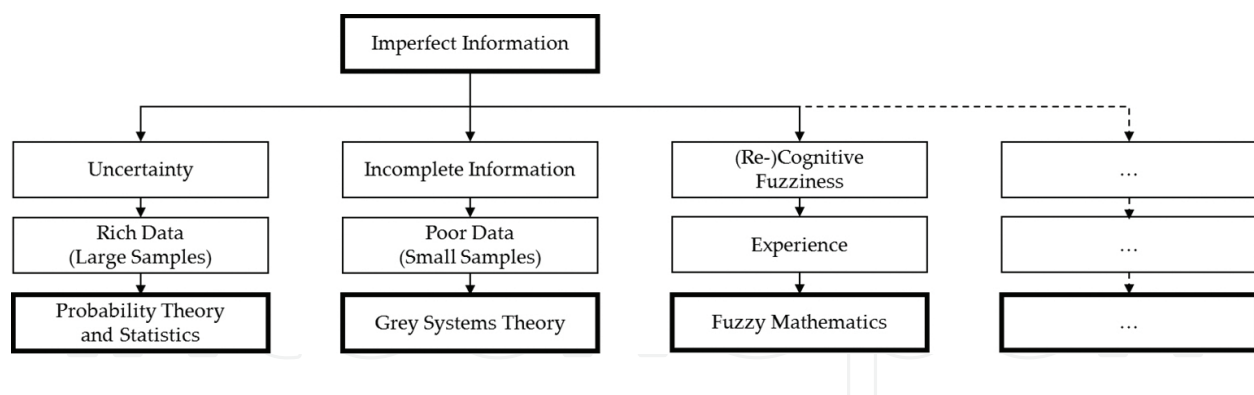 Imperfect Information
Uncertainty
Incomplete Information
(Re-)Cognitive
Fuzziness
…
Rich Data
(Large Samples)
Poor Data
(Small Samples)
Experience
…
Probability Theory
and Statistics
Grey Systems Theory
Fuzzy Mathematics
…